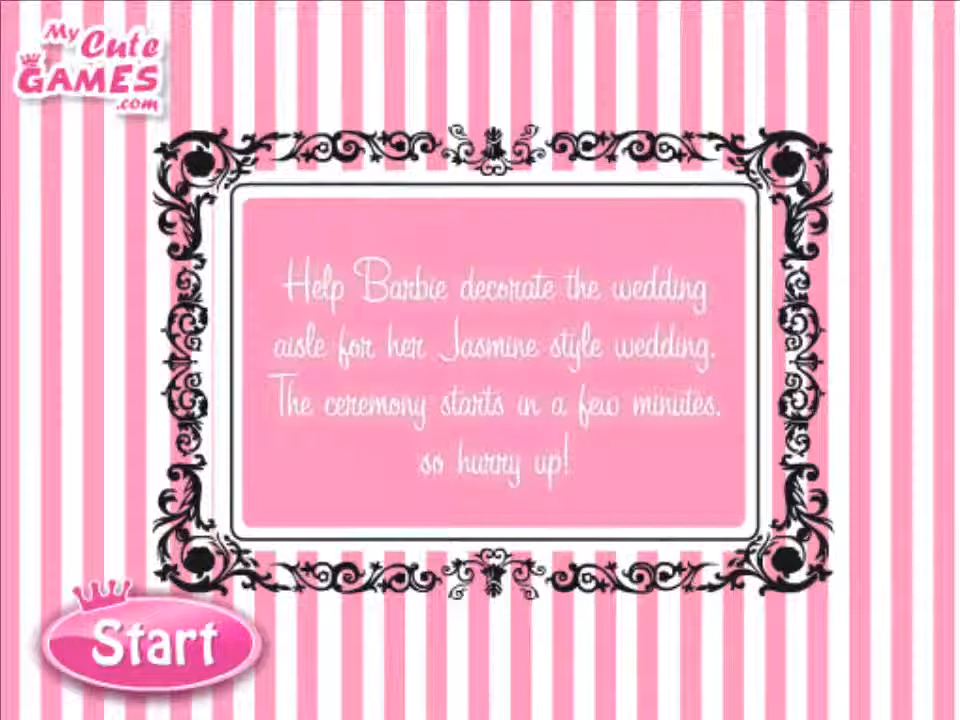 My Cute
GAMES
.com
Help Barbie decorate the wedding
aisle for her Jasmine style wedding.
The ceremony starts in a few minutes,
so hurry up!
Start